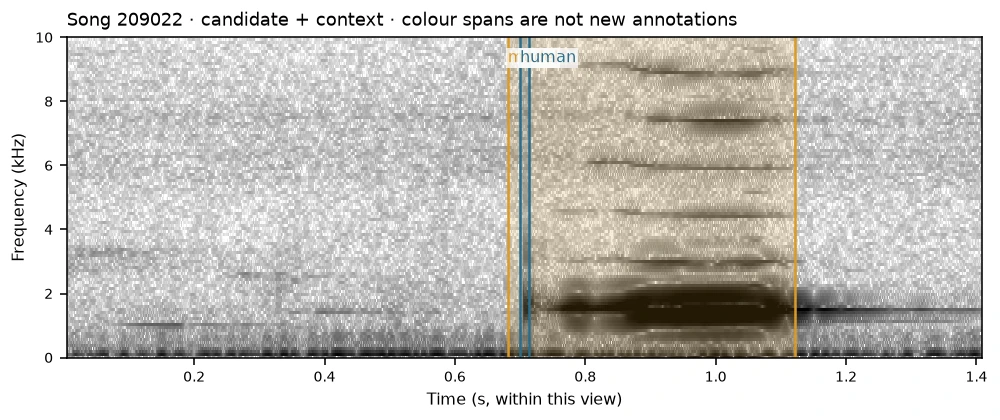 Song 209022 · candidate + context · colour spans are not new annotations
human
Frequency (kHz)
10
8
6
4
2
0
0.2 0.4 0.6 0.8 1.0 1.2 1.4
Time (s, within this view)